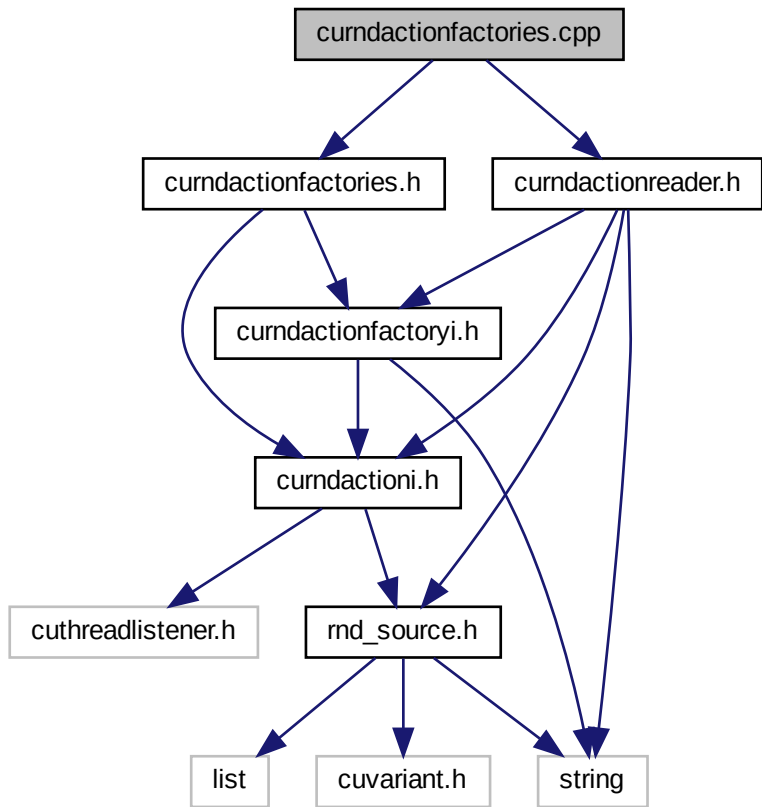 curndactionfactories.cpp
curndactionfactories.h
curndactionreader.h
curndactionfactoryi.h
curndactioni.h
cuthreadlistener.h
rnd_source.h
list
cuvariant.h
string